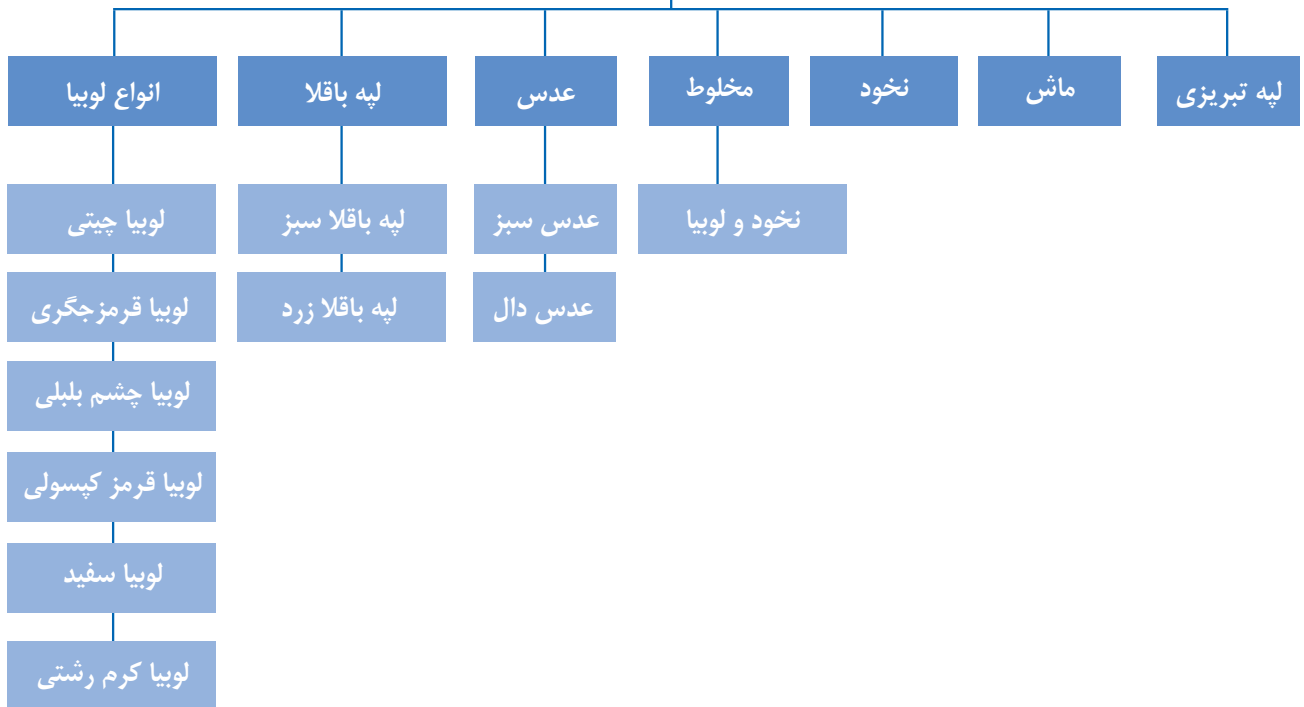 لپه تبریزی
ماش
نخود
مخلوط
عدس
لپه باقلا
انواع لوبیا
نخود و لوبیا
عدس سبز
لپه باقلا سبز
لوبیا چیتی
عدس دال
لپه باقلا زرد
لوبیا قرمزجگری
لوبیا چشم بلبلی
لوبیا قرمز کپسولی
لوبیا سفید
لوبیا کرم رشتی